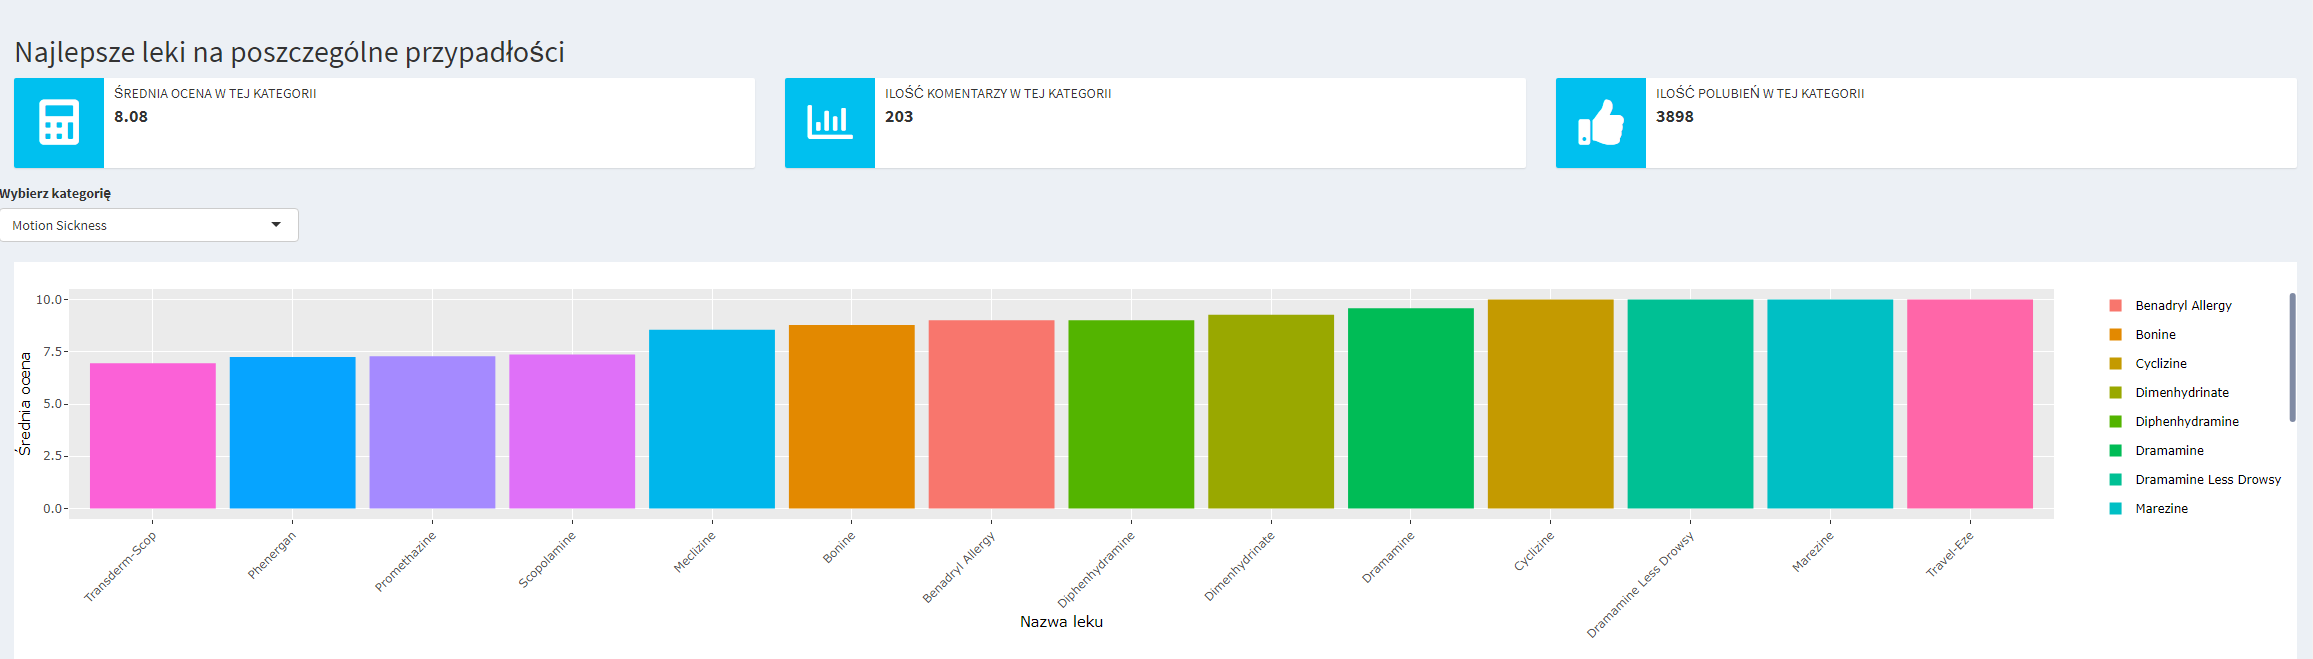 Najlepsze leki na poszczególne przypadłości
ŚREDNIA OCENA W TEJ KATEGORII
8.08
ILOŚĆ KOMENTARZY W TEJ KATEGORII
203
ILOŚĆ POLUBIEŃ W TEJ KATEGORII
3898
Wybierz kategorię
Motion Sickness
Średnia ocena
10.0
7.5
5.0
2.5
0.0
Transderm-Scop
Phenergan
Promethazine
Scopolamine
Meclizine
Bonine
Benadryl Allergy
Diphenhydramine
Dimenhydrinate
Dramamine
Cyclizine
Dramamine Less Drowsy
Marezine
Travel-Eze
Nazwa leku
Benadryl Allergy
Bonine
Cyclizine
Dimenhydrinate
Diphenhydramine
Dramamine
Dramamine Less Drowsy
Marezine